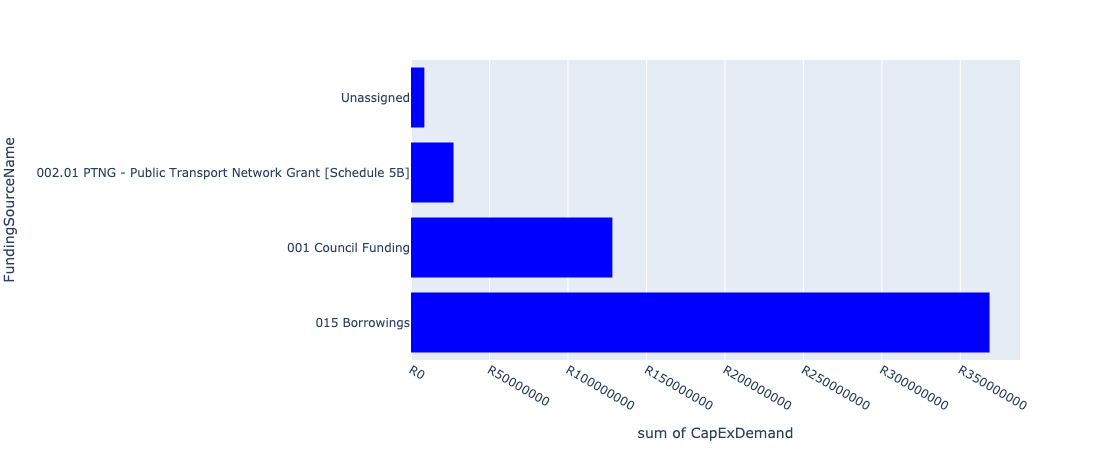 FundingSourceName
Unassigned
002.01 PTNG - Public Transport Network Grant [Schedule 5B]
001 Council Funding
015 Borrowings
R0
R50000000
R100000000
R150000000
R200000000
R250000000
R300000000
R350000000
sum of CapExDemand